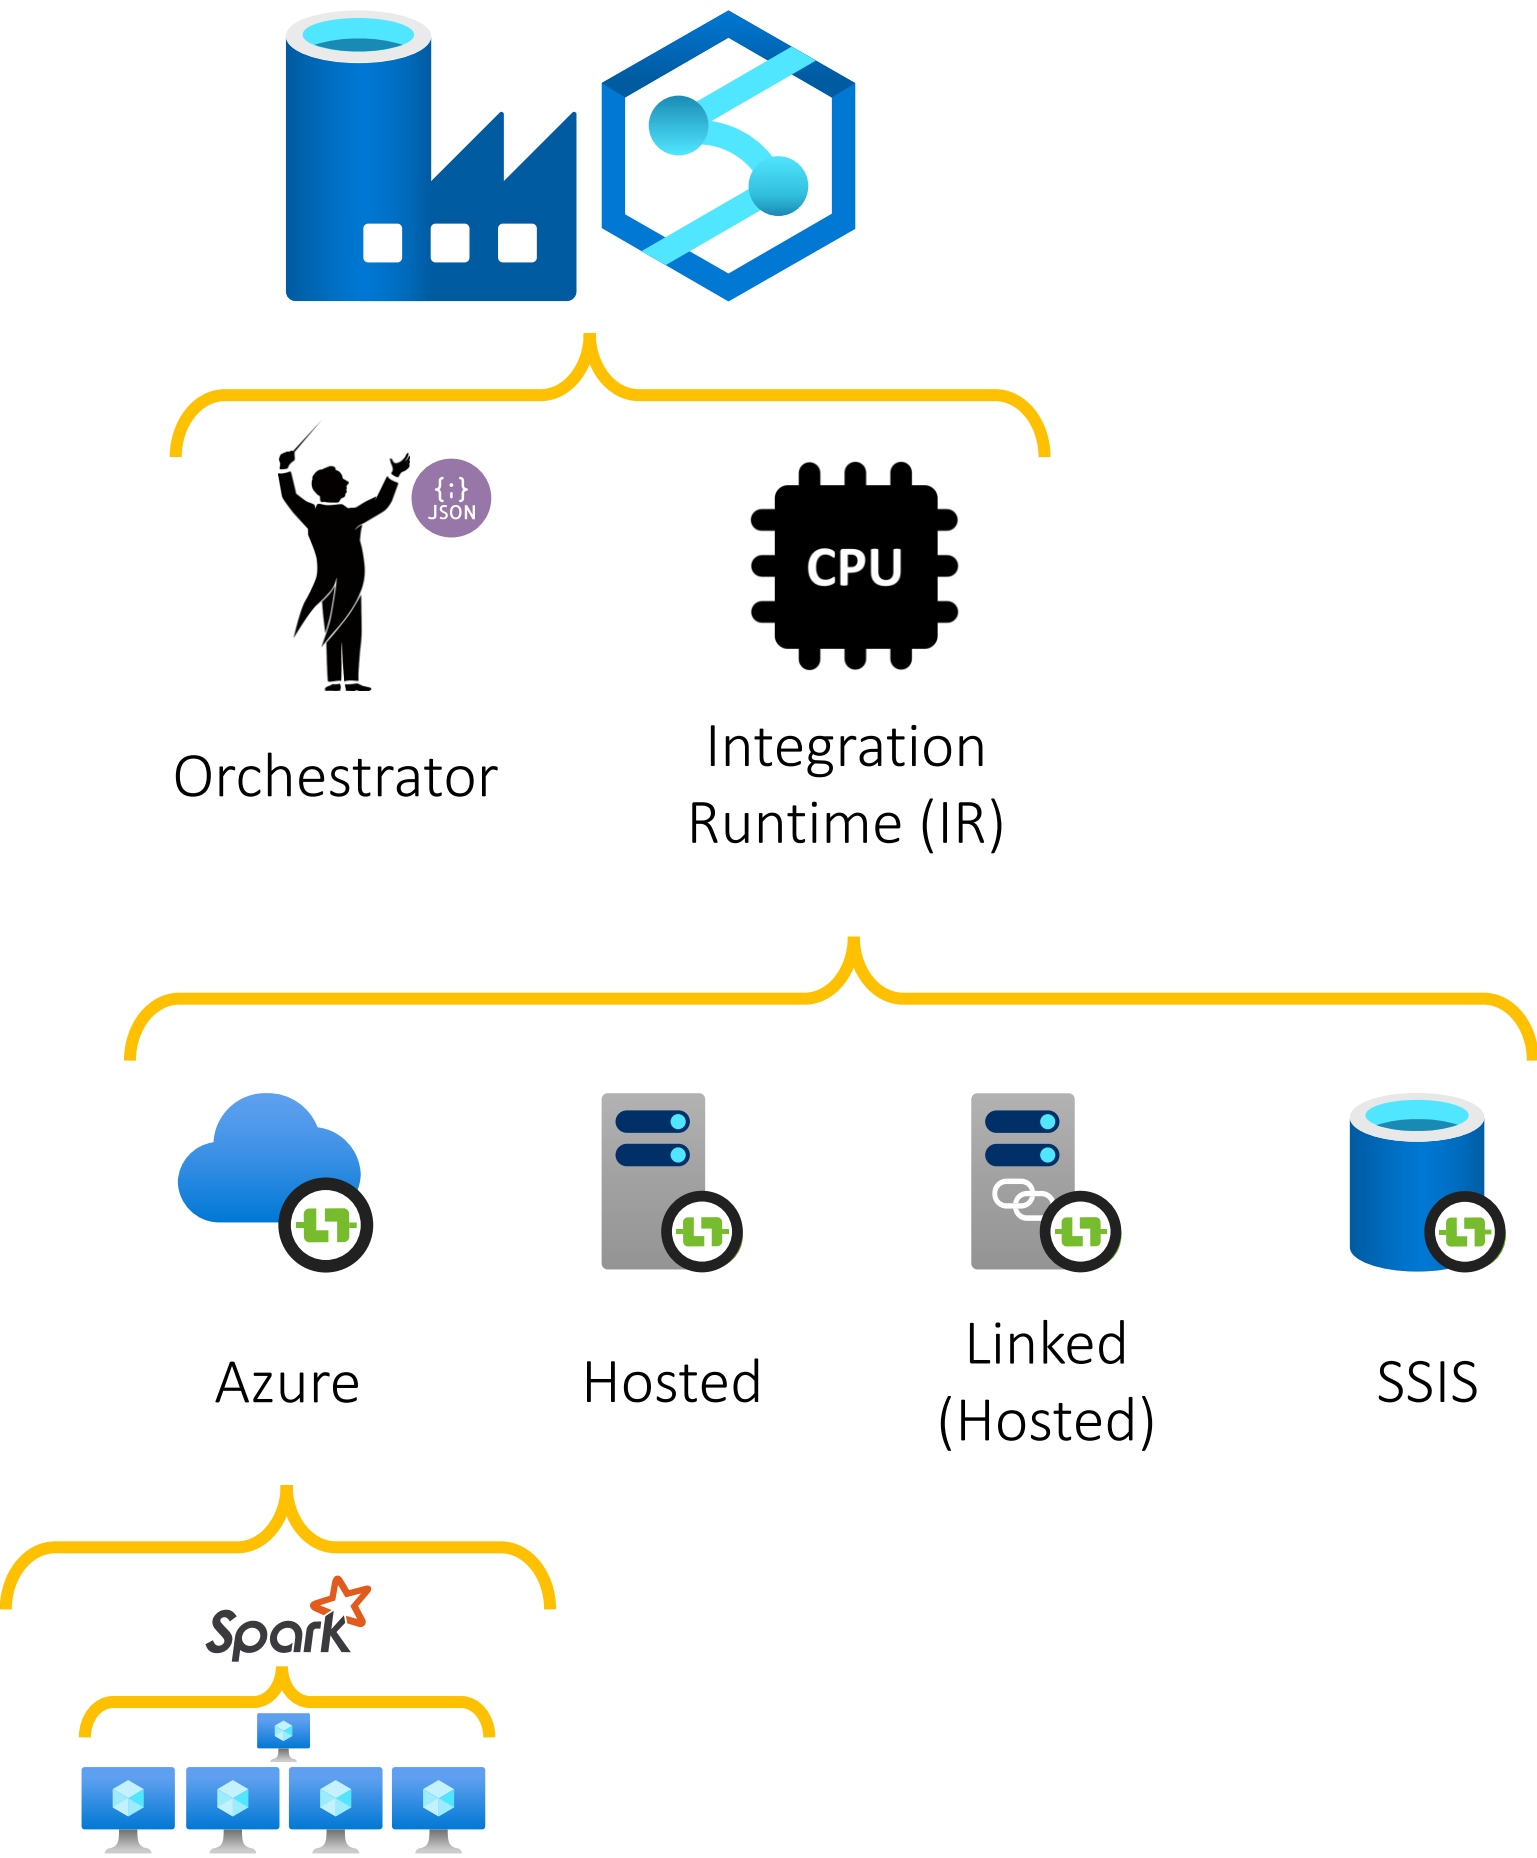 {;}
JSON
CPU
Orchestrator
Integration
Runtime (IR)
Azure
Hosted
Linked
(Hosted)
SSIS
Spark